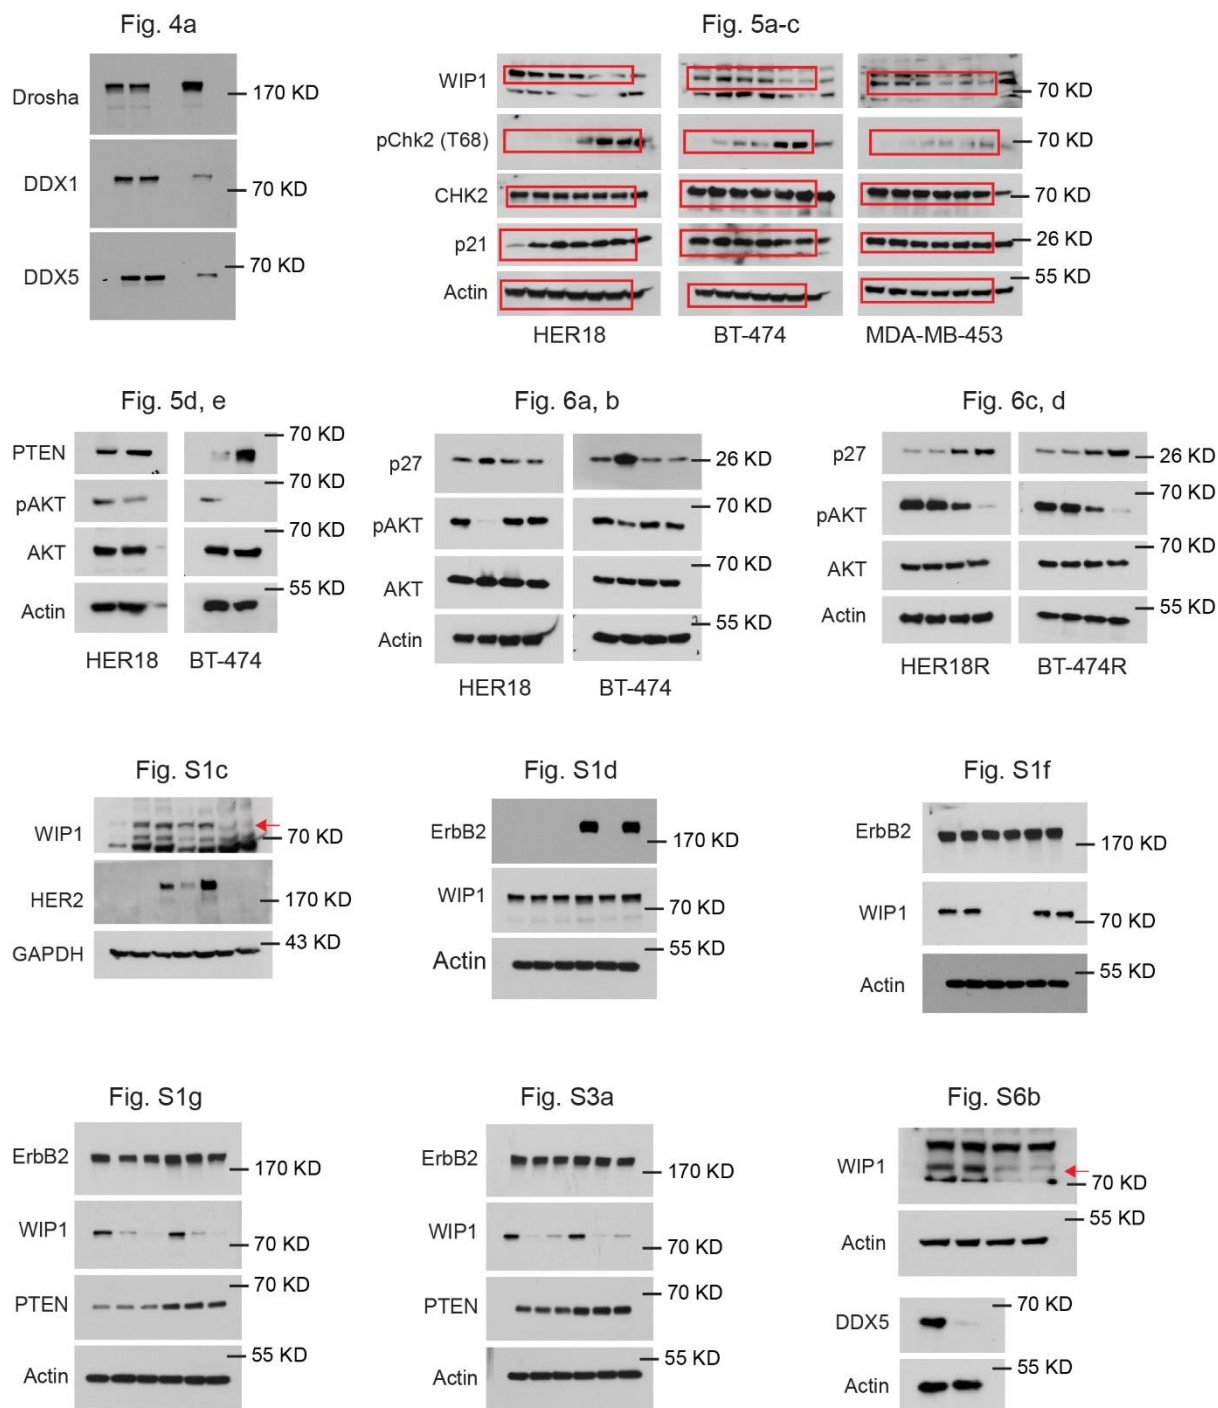 Fig. 4a
Drosha
170 KD
DDX1
70 KD
DDX5
70 KD
Fig. 5a-c
WIP1
70 KD
pChk2 (T68)
70 KD
CHK2
70 KD
p21
26 KD
Actin
55 KD
HER18 BT-474 MDA-MB-453
Fig. 5d, e
PTEN
70 KD
pAKT
70 KD
AKT
70 KD
Actin
55 KD
HER18 BT-474
Fig. 6a, b
p27
26 KD
pAKT
70 KD
AKT
70 KD
Actin
55 KD
HER18 BT-474
Fig. 6c, d
p27
26 KD
pAKT
70 KD
AKT
70 KD
Actin
55 KD
HER18R BT-474R
Fig. S1c
WIP1
70 KD
HER2
170 KD
GAPDH
43 KD
Fig. S1d
ErbB2
170 KD
WIP1
70 KD
Actin
55 KD
Fig. S1f
ErbB2
170 KD
WIP1
70 KD
Actin
55 KD
Fig. S1g
ErbB2
170 KD
WIP1
70 KD
PTEN
70 KD
Actin
55 KD
Fig. S3a
ErbB2
170 KD
WIP1
70 KD
PTEN
70 KD
Actin
55 KD
Fig. S6b
WIP1
70 KD
Actin
55 KD
DDX5
70 KD
Actin
55 KD